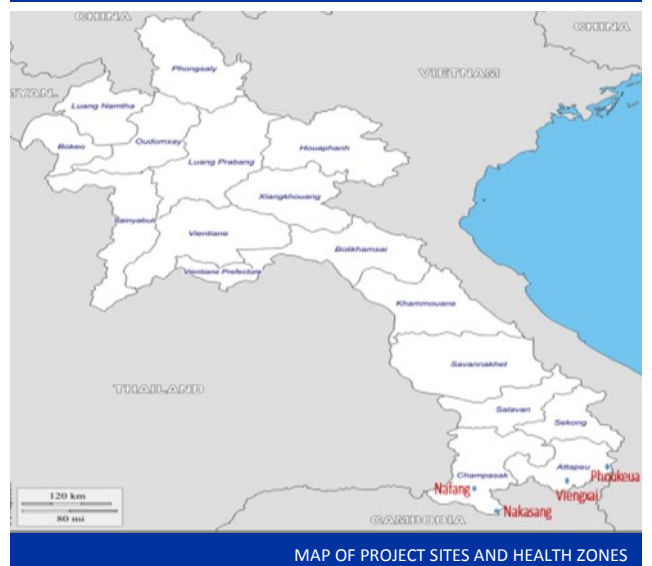 CHINA
CHINA
Phongsaly
VIETNAM
MYAN.
Luang Namtha
Bokeo
Oudomxay
Houaphanh
Luang Prabang
Xiangkhouang
Sainyabuli
Vientiane
Bolikhamsai
Vientiane Prefecture
Khammouane
Savannakhet
THAILAND
Salavan
Sekong
Attapeu
Champasak
Phoukeua
Nafang
Viengxai
120 km
80 mi
Nakasang
CAMBODIA
MAP OF PROJECT SITES AND HEALTH ZONES